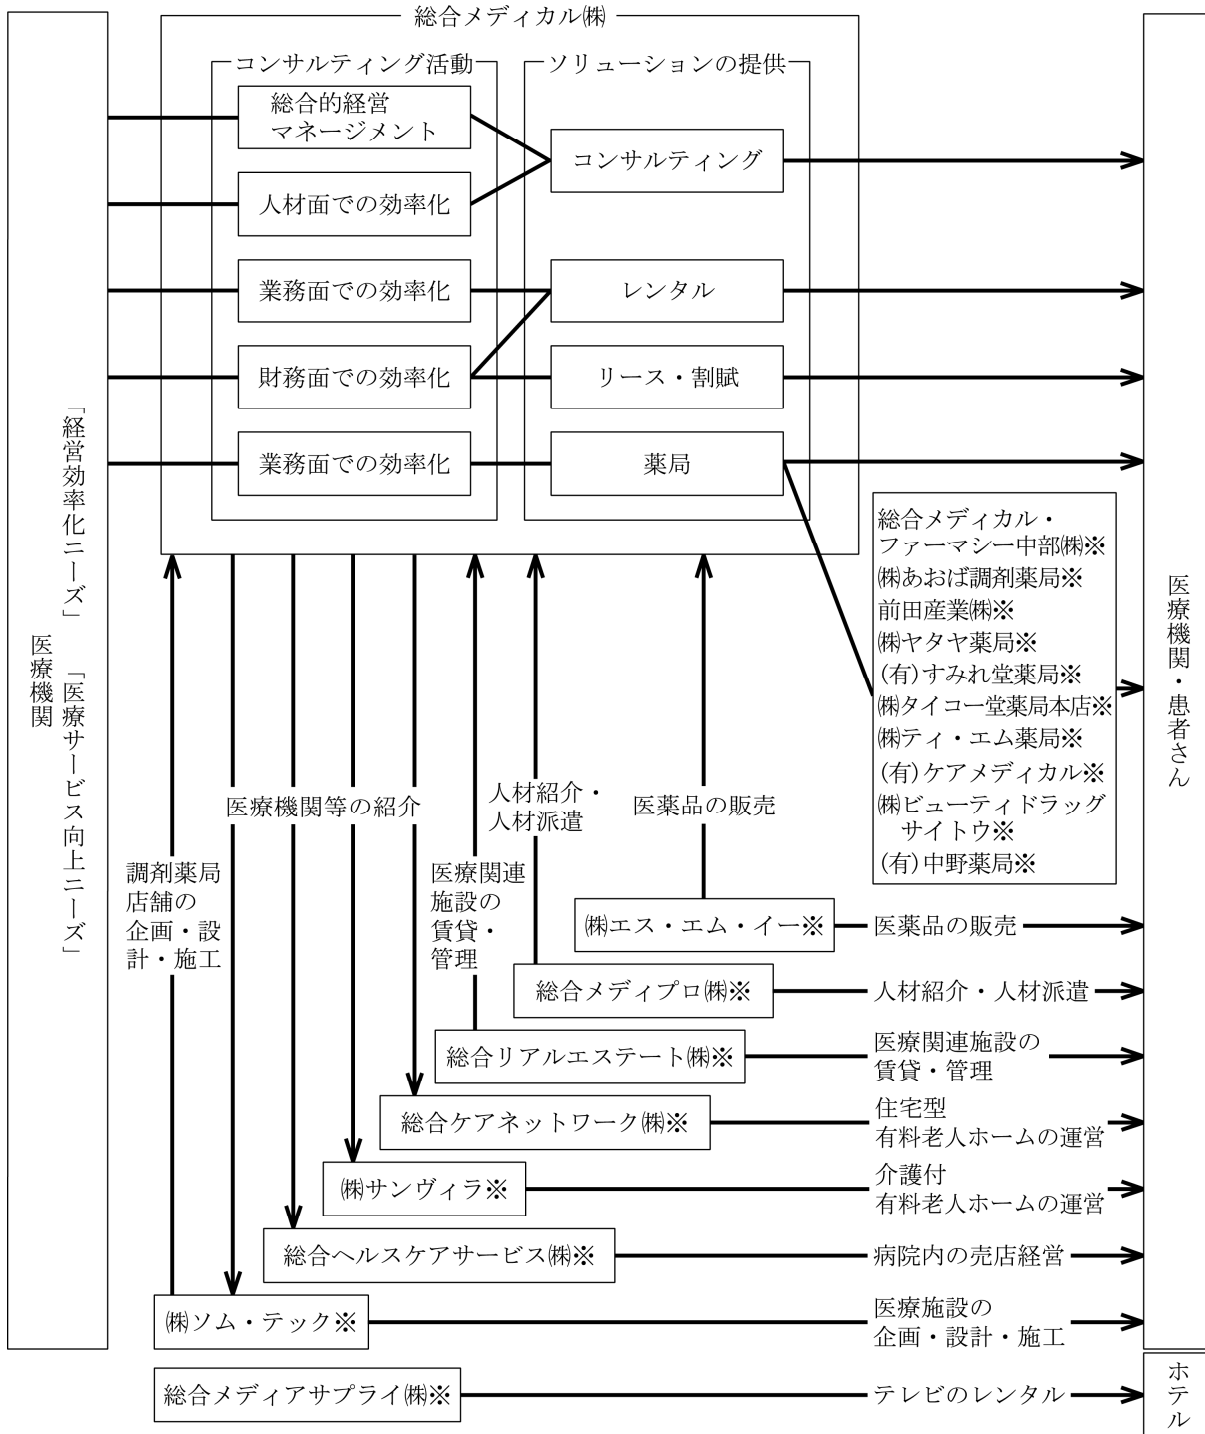 総合メディカル㈱
コンサルティング活動
ソリューションの提供
総合的経営
マネージメント
人材面での効率化
業務面での効率化
財務面での効率化
業務面での効率化
コンサルティング
レンタル
リース・割賦
薬局
「経営効率化ニーズ」 「医療サービス向上ニーズ」
医療機関
総合メディカル・
ファーマシー中部㈱※
㈱あおば調剤薬局※
前田産業㈱※
㈱ヤタヤ薬局※
(有)すみれ堂薬局※
㈱タイコー堂薬局本店※
㈱ティ・エム薬局※
(有)ケアメディカル※
㈱ビューティドラッグ
サイトウ※
(有)中野薬局※
医療機関・患者さん
調剤薬局
店舗の
企画・設
計・施工
医療機関等の紹介
医療関連
施設の
賃貸・
管理
人材紹介・
人材派遣
医薬品の販売
㈱エス・エム・イー※
医薬品の販売
総合メディプロ㈱※
人材紹介・人材派遣
総合リアルエステート㈱※
医療関連施設の
賃貸・管理
総合ケアネットワーク㈱※
住宅型
有料老人ホームの運営
㈱サンヴィラ※
介護付
有料老人ホームの運営
総合ヘルスケアサービス㈱※
病院内の売店経営
㈱ソム・テック※
医療施設の
企画・設計・施工
総合メディアサプライ㈱※
テレビのレンタル
ホテル